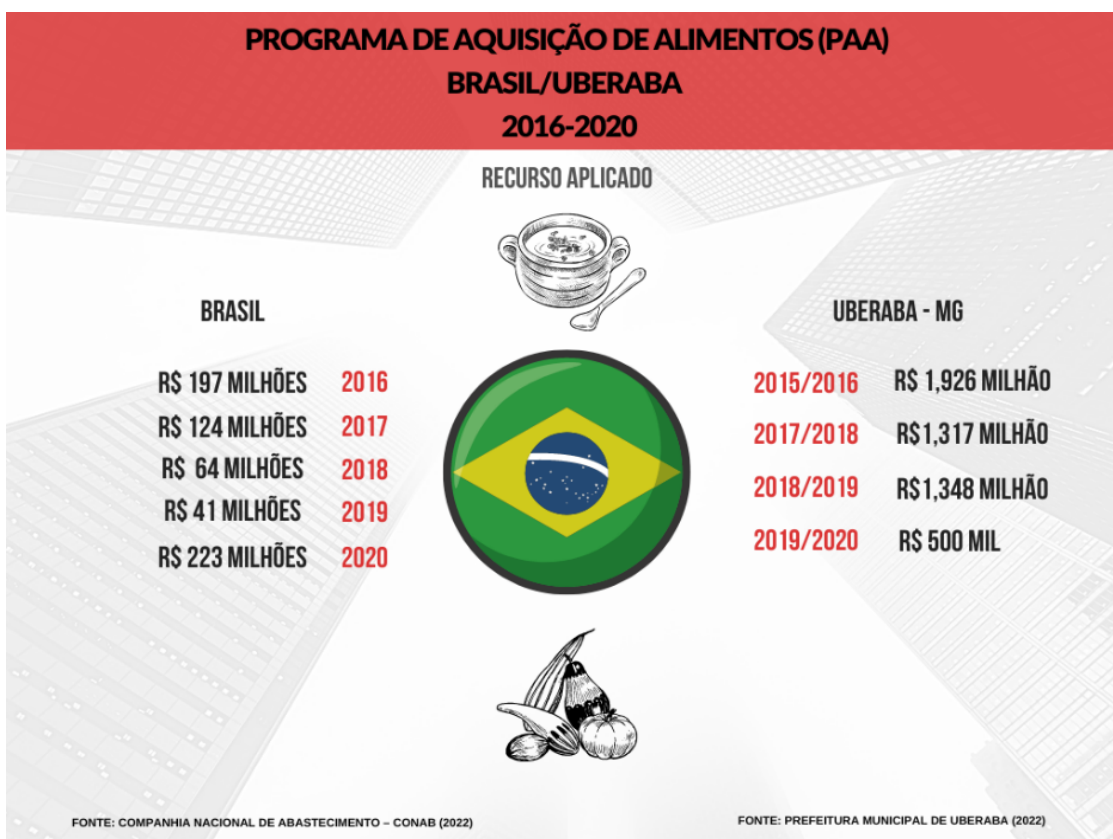 PROGRAMA DE AQUISIÇÃO DE ALIMENTOS (PAA)
BRASIL/UBERABA
2016-2020
RECURSO APLICADO
BRASIL
R$ 197 MILHÕES 2016
R$ 124 MILHÕES 2017
R$ 64 MILHÕES 2018
R$ 41 MILHÕES 2019
R$ 223 MILHÕES 2020
UBERABA - MG
2015/2016 R$ 1,926 MILHÃO
2017/2018 R$1,317 MILHÃO
2018/2019 R$1,348 MILHÃO
2019/2020 R$ 500 MIL
FONTE: COMPANHIA NACIONAL DE ABASTECIMENTO – CONAB (2022)
FONTE: PREFEITURA MUNICIPAL DE UBERABA (2022)